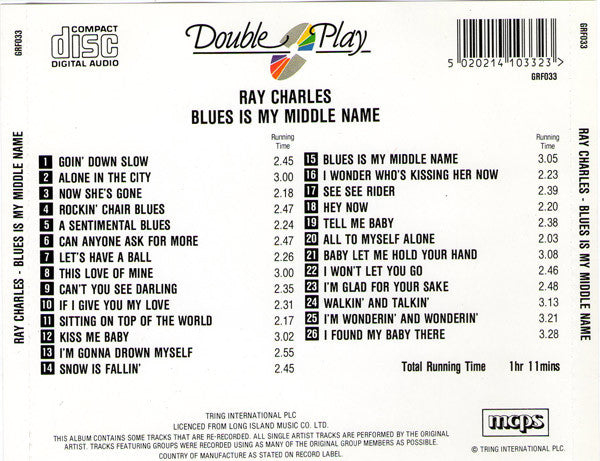 COMPACT
disc
DIGITAL AUDIO
Double Play
5 020214 103323 >
GRF033
RAY CHARLES
BLUES IS MY MIDDLE NAME
GRF033
RAY CHARLES - BLUES IS MY MIDDLE NAME
Running
Time
1 GOIN' DOWN SLOW 2.45
2 ALONE IN THE CITY 3.00
3 NOW SHE'S GONE 2.18
4 ROCKIN' CHAIR BLUES 2.47
5 A SENTIMENTAL BLUES 2.24
6 CAN ANYONE ASK FOR MORE 2.47
7 LET'S HAVE A BALL 2.26
8 THIS LOVE OF MINE 3.00
9 CAN'T YOU SEE DARLING 2.35
10 IF I GIVE YOU MY LOVE 2.31
11 SITTING ON TOP OF THE WORLD 2.17
12 KISS ME BABY 3.02
13 I'M GONNA DROWN MYSELF 2.55
14 SNOW IS FALLIN' 2.45
Running
Time
15 BLUES IS MY MIDDLE NAME 3.05
16 I WONDER WHO'S KISSING HER NOW 2.23
17 SEE SEE RIDER 2.39
18 HEY NOW 2.20
19 TELL ME BABY 2.38
20 ALL TO MYSELF ALONE 2.03
21 BABY LET ME HOLD YOUR HAND 3.08
22 I WON'T LET YOU GO 2.46
23 I'M GLAD FOR YOUR SAKE 2.48
24 WALKIN' AND TALKIN' 3.13
25 I'M WONDERIN' AND WONDERIN' 3.21
26 I FOUND MY BABY THERE 3.28
Total Running Time 1hr 11mins
GRF033
RAY CHARLES - BLUES IS MY MIDDLE NAME
TRING INTERNATIONAL PLC
LICENCED FROM LONG ISLAND MUSIC CO. LTD.
THIS ALBUM CONTAINS SOME TRACKS THAT ARE RE-RECORDED. ALL SINGLE ARTIST TRACKS ARE PERFORMED BY THAT ARTIST.
TRACKS FEATURING GROUPS WERE RECORDED USING AS MANY OF THE ORIGINAL GROUP MEMBERS AS POSSIBLE.
COUNTRY OF MANUFACTURE AS STATED ON RECORD LABEL.
mcps
© TRING INTERNATIONAL PLC.